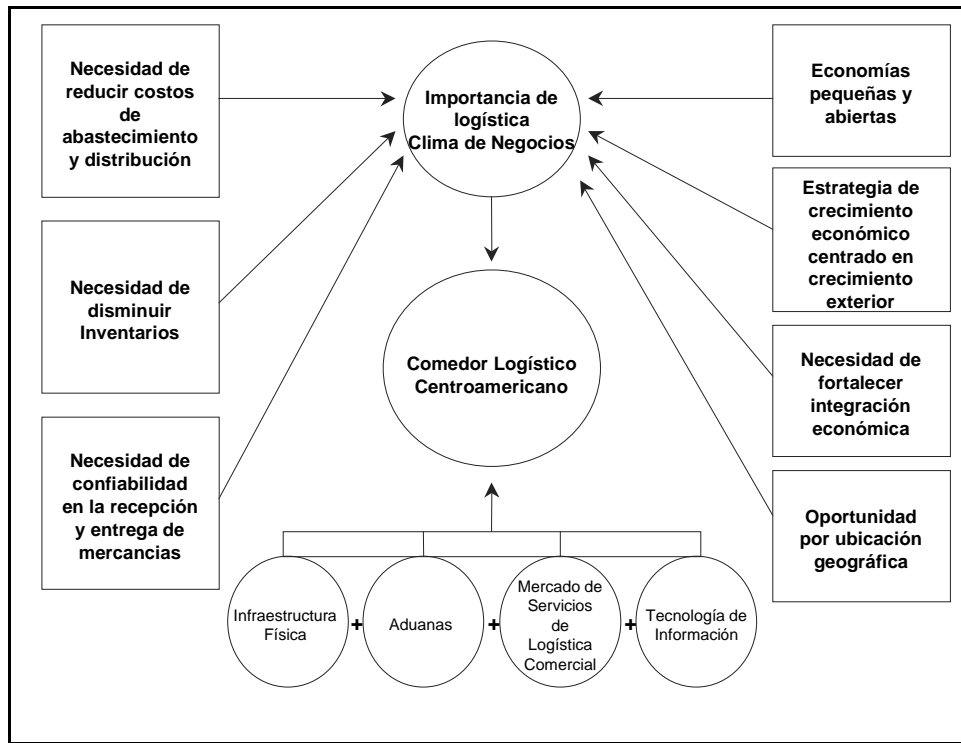 Necesidad de
reducir costos
de
abastecimiento
y distribución
Necesidad de
disminuir
Inventarios
Necesidad de
confiabilidad
en la recepción
y entrega de
mercancias
Importancia de
logística
Clima de Negocios
Comedor Logístico
Centroamericano
Economías
pequeñas y
abiertas
Estrategia de
crecimiento
económico
centrado en
crecimiento
exterior
Necesidad de
fortalecer
integración
económica
Oportunidad
por ubicación
geográfica
Infraestructura
Física
+
Aduanas
+
Mercado de
Servicios
de
Logística
Comercial
+
Tecnología de
Información